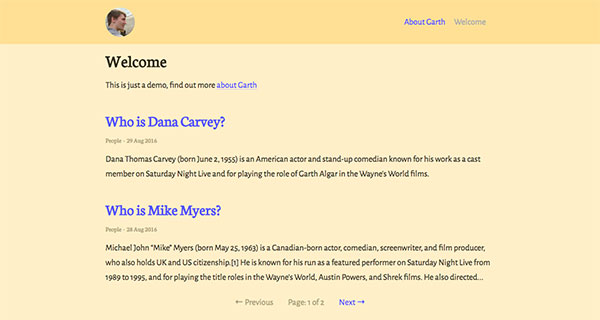 About Garth Welcome
Welcome
This is just a demo, find out more about Garth
Who is Dana Carvey?
People - 29 Aug 2016
Dana Thomas Carvey (born June 2, 1955) is an American actor and stand-up comedian known for his work as a cast
member on Saturday Night Live and for playing the role of Garth Algar in the Wayne's World films.
Who is Mike Myers?
People - 28 Aug 2016
Michael John "Mike" Myers (born May 25, 1963) is a Canadian-born actor, comedian, screenwriter, and film producer,
who also holds UK and US citizenship.[1] He is known for his run as a featured performer on Saturday Night Live from
1989 to 1995, and for playing the title roles in the Wayne's World, Austin Powers, and Shrek films. He also directed...
← Previous Page: 1 of 2 Next →